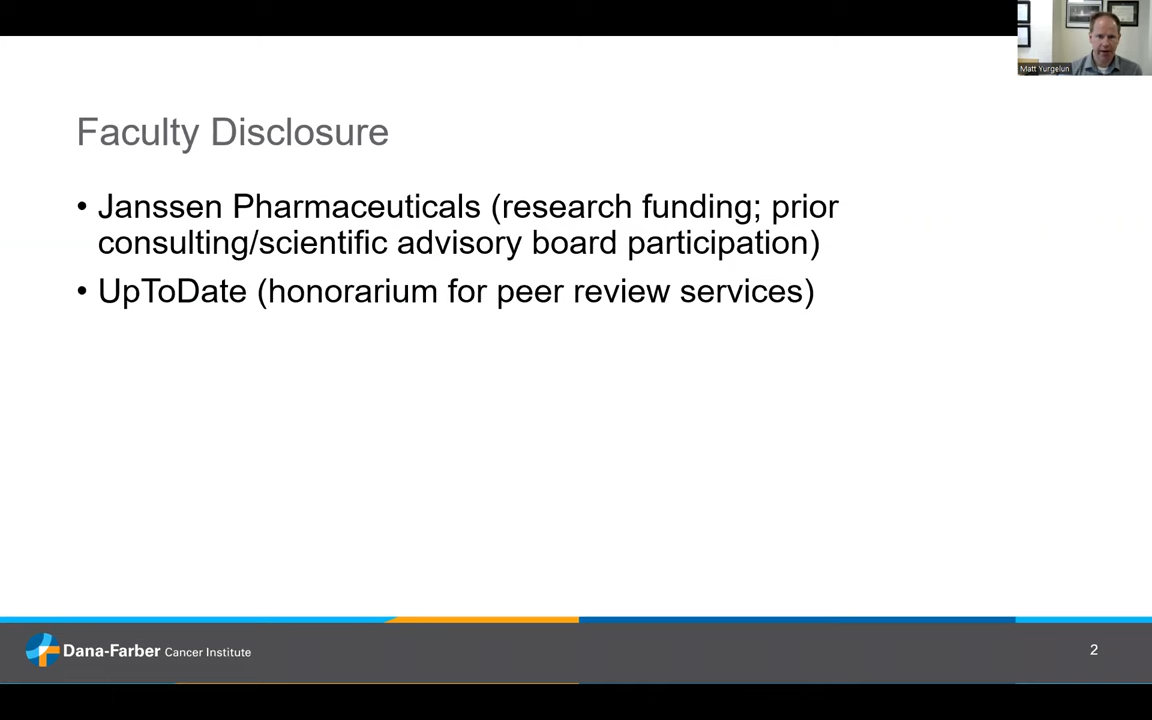 Matt Yurgelun
Faculty Disclosure
• Janssen Pharmaceuticals (research funding; prior
consulting/scientific advisory board participation)
• UpToDate (honorarium for peer review services)
Dana-Farber Cancer Institute
2